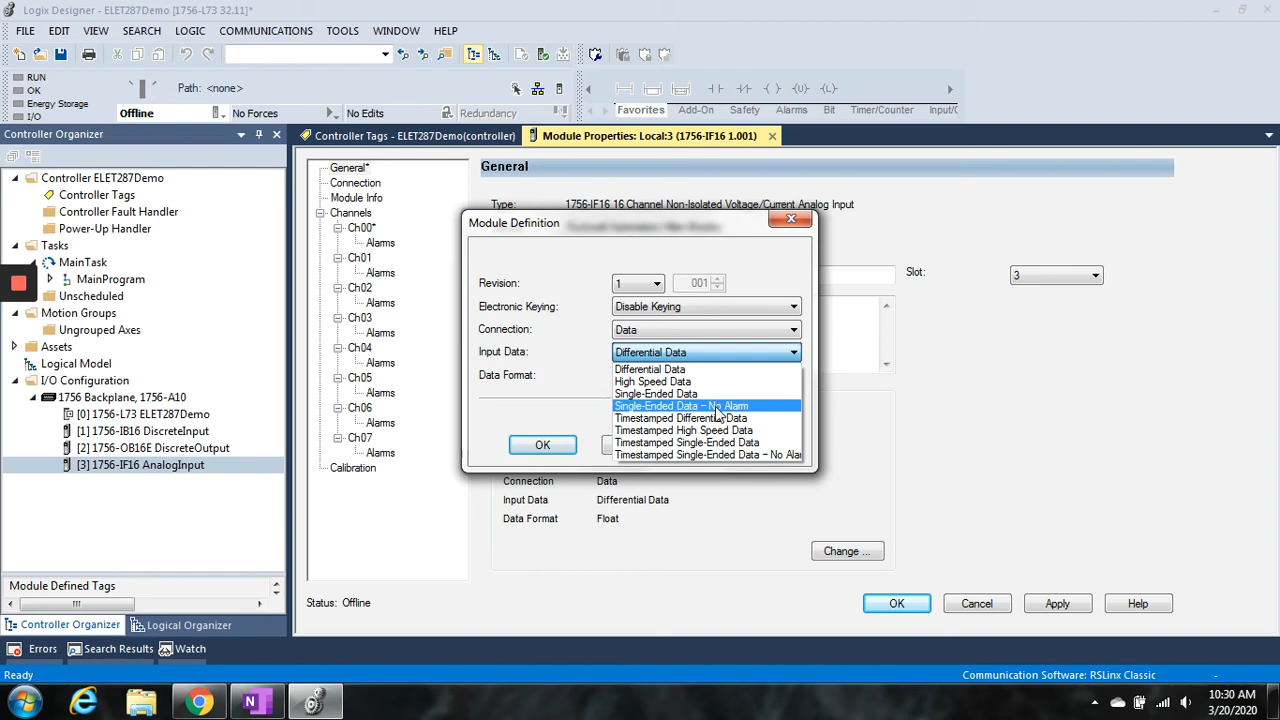 Logix Designer - ELET287Demo [1756-L73 32.11]*
FILE EDIT VIEW SEARCH LOGIC COMMUNICATIONS TOOLS WINDOW HELP
RUN
OK
Energy Storage
I/O
Path: <none>
Offline No Forces No Edits Redundancy
Favorites Add-On Safety Alarms Bit Timer/Counter Input/
Controller Organizer
Controller Tags - ELET287Demo(controller)
Module Properties: Local:3 (1756-IF16 1.001)
Controller ELET287Demo
Controller Tags
Controller Fault Handler
Power-Up Handler
Tasks
MainTask
MainProgram
Unscheduled
Motion Groups
Ungrouped Axes
Assets
Logical Model
I/O Configuration
1756 Backplane, 1756-A10
[0] 1756-L73 ELET287Demo
[1] 1756-IB16 DiscreteInput
[2] 1756-OB16E DiscreteOutput
[3] 1756-IF16 AnalogInput
Module Defined Tags
Controller Organizer Logical Organizer
Errors Search Results Watch
General*
Connection
Module Info
Channels
Ch00*
Alarms
Ch01
Alarms
Ch02
Alarms
Ch03
Alarms
Ch04
Alarms
Ch05
Alarms
Ch06
Alarms
Ch07
Alarms
Calibration
General
Type: 1756-IF16 16 Channel Non-Isolated Voltage/Current Analog Input
Slot: 3
Module Definition
Revision: 1 001
Electronic Keying: Disable Keying
Connection: Data
Input Data: Differential Data
Data Format:
Differential Data
High Speed Data
Single-Ended Data
Single-Ended Data - No Alarm
Timestamped Differential Data
Timestamped High Speed Data
Timestamped Single-Ended Data
Timestamped Single-Ended Data - No Alar
OK
Connection Data
Input Data Differential Data
Data Format Float
Change ...
Status: Offline
OK Cancel Apply Help
Ready
Communication Software: RSLinx Classic
10:30 AM
3/20/2020